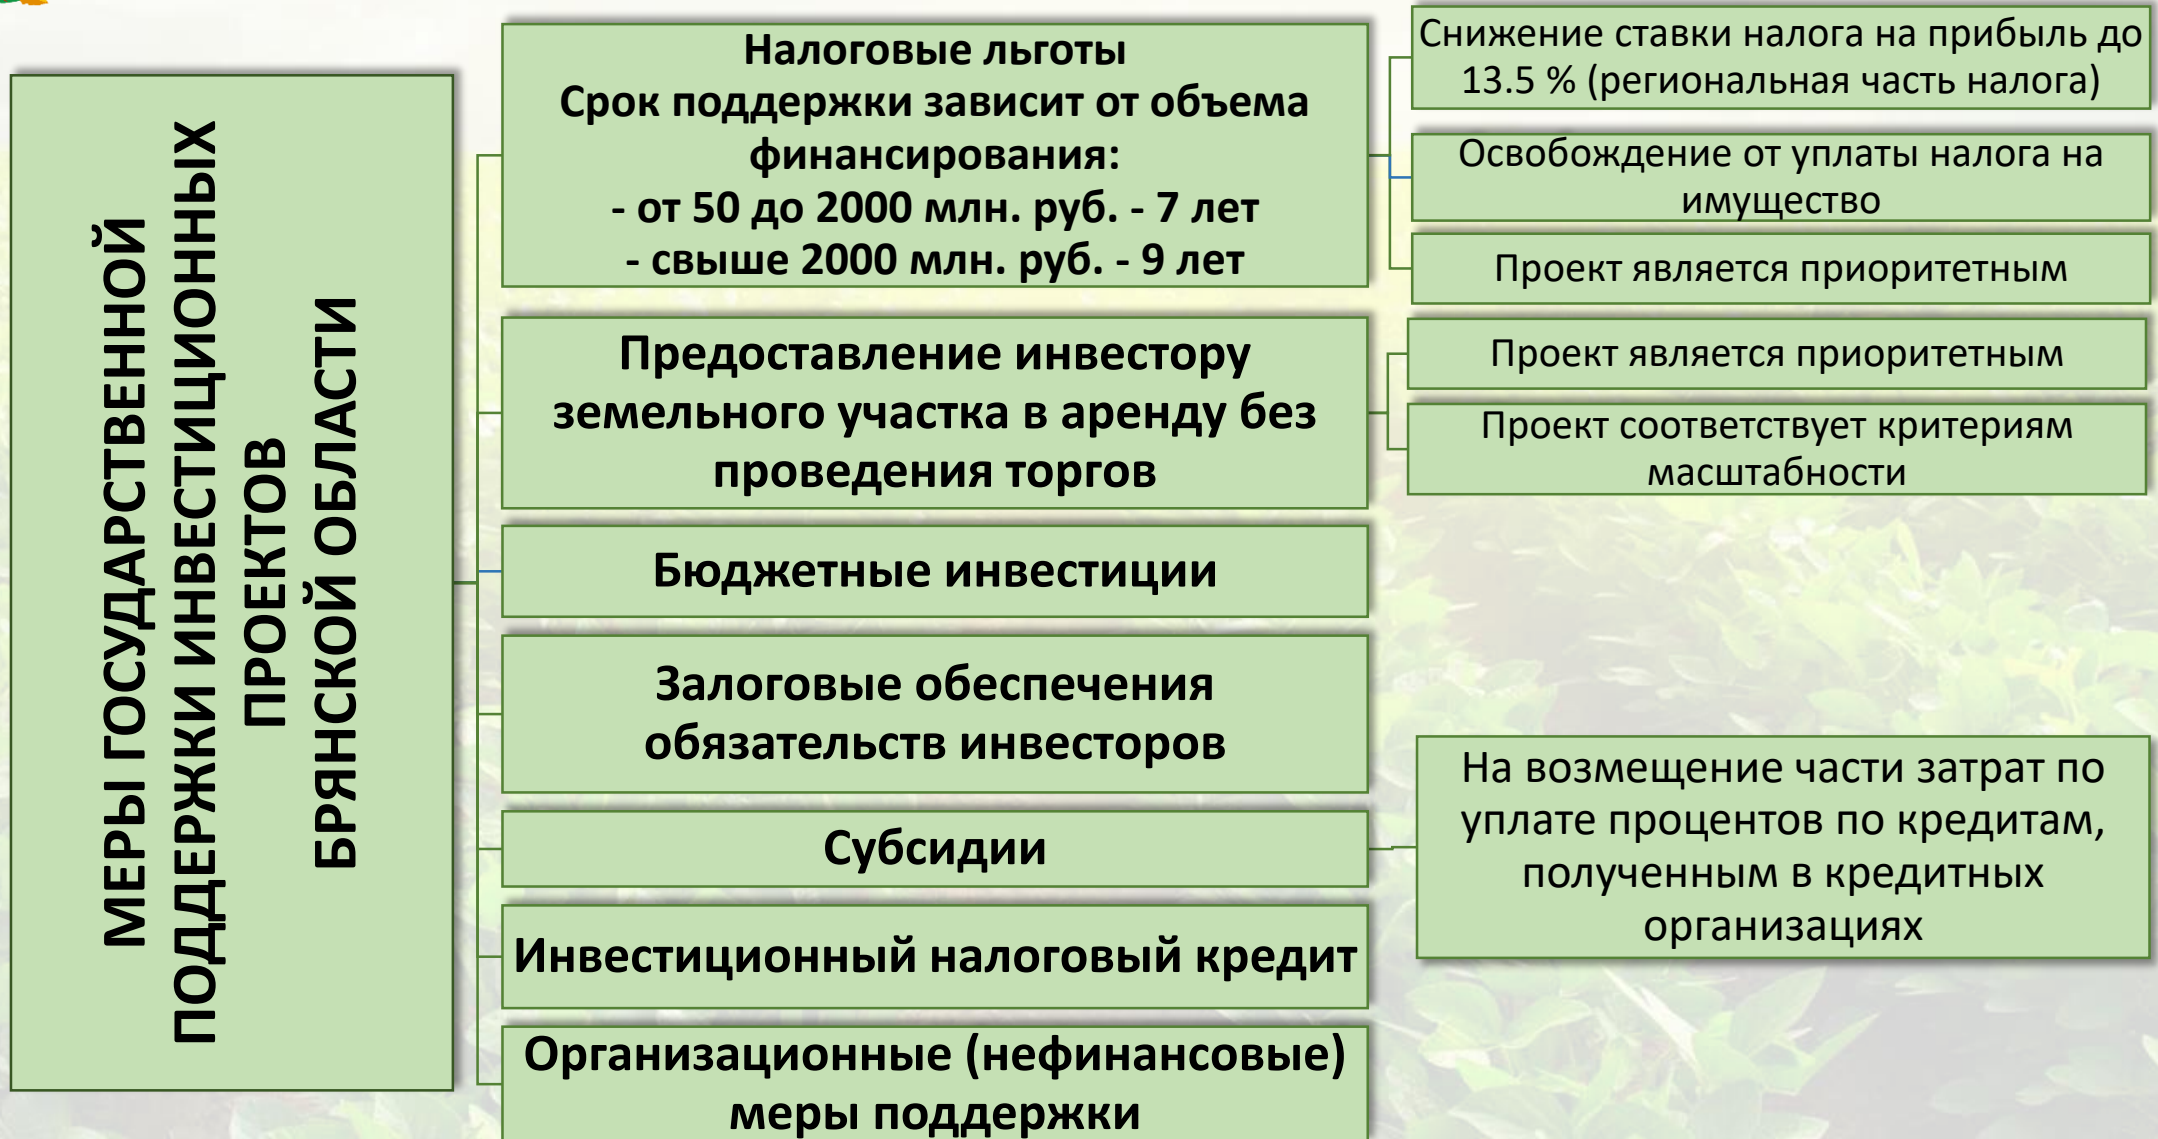 МЕРЫ ГОСУДАРСТВЕННОЙ
ПОДДЕРЖКИ ИНВЕСТИЦИОННЫХ
ПРОЕКТОВ
БРЯНСКОЙ ОБЛАСТИ
Налоговые льготы
Срок поддержки зависит от объема
финансирования:
- от 50 до 2000 млн. руб. - 7 лет
- свыше 2000 млн. руб. - 9 лет
Снижение ставки налога на прибыль до
13.5 % (региональная часть налога)
Освобождение от уплаты налога на
имущество
Проект является приоритетным
Предоставление инвестору
земельного участка в аренду без
проведения торгов
Проект является приоритетным
Проект соответствует критериям
масштабности
Бюджетные инвестиции
Залоговые обеспечения
обязательств инвесторов
Субсидии
На возмещение части затрат по
уплате процентов по кредитам,
полученным в кредитных
организациях
Инвестиционный налоговый кредит
Организационные (нефинансовые)
меры поддержки